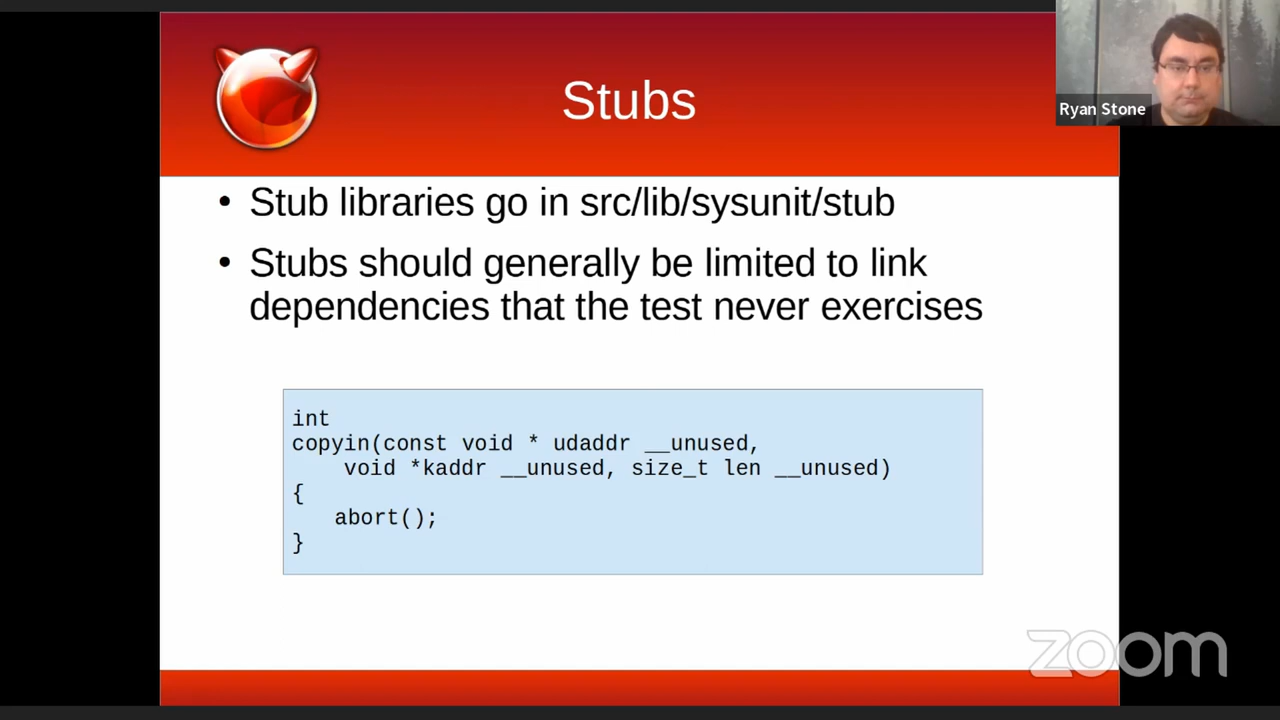 Stubs
Ryan Stone
• Stub libraries go in src/lib/sysunit/stub
• Stubs should generally be limited to link
dependencies that the test never exercises
int
copyin(const void * udaddr __unused,
    void *kaddr __unused, size_t len __unused)
{
    abort();
}
zoom